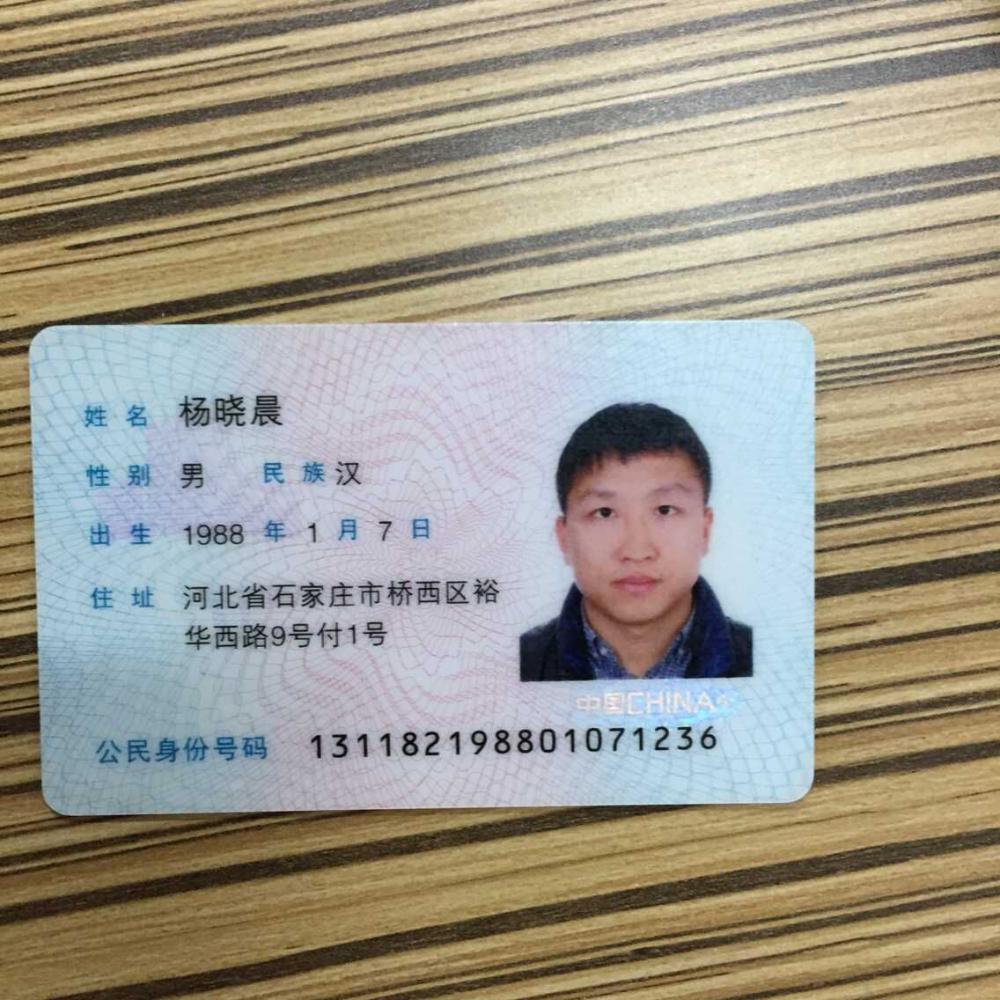 姓名 杨晓晨
性别 男 民族 汉
出生 1988 年 1 月 7 日
住址 河北省石家庄市桥西区裕
华西路9号付1号
中国CHINA
公民身份号码 131182198801071236